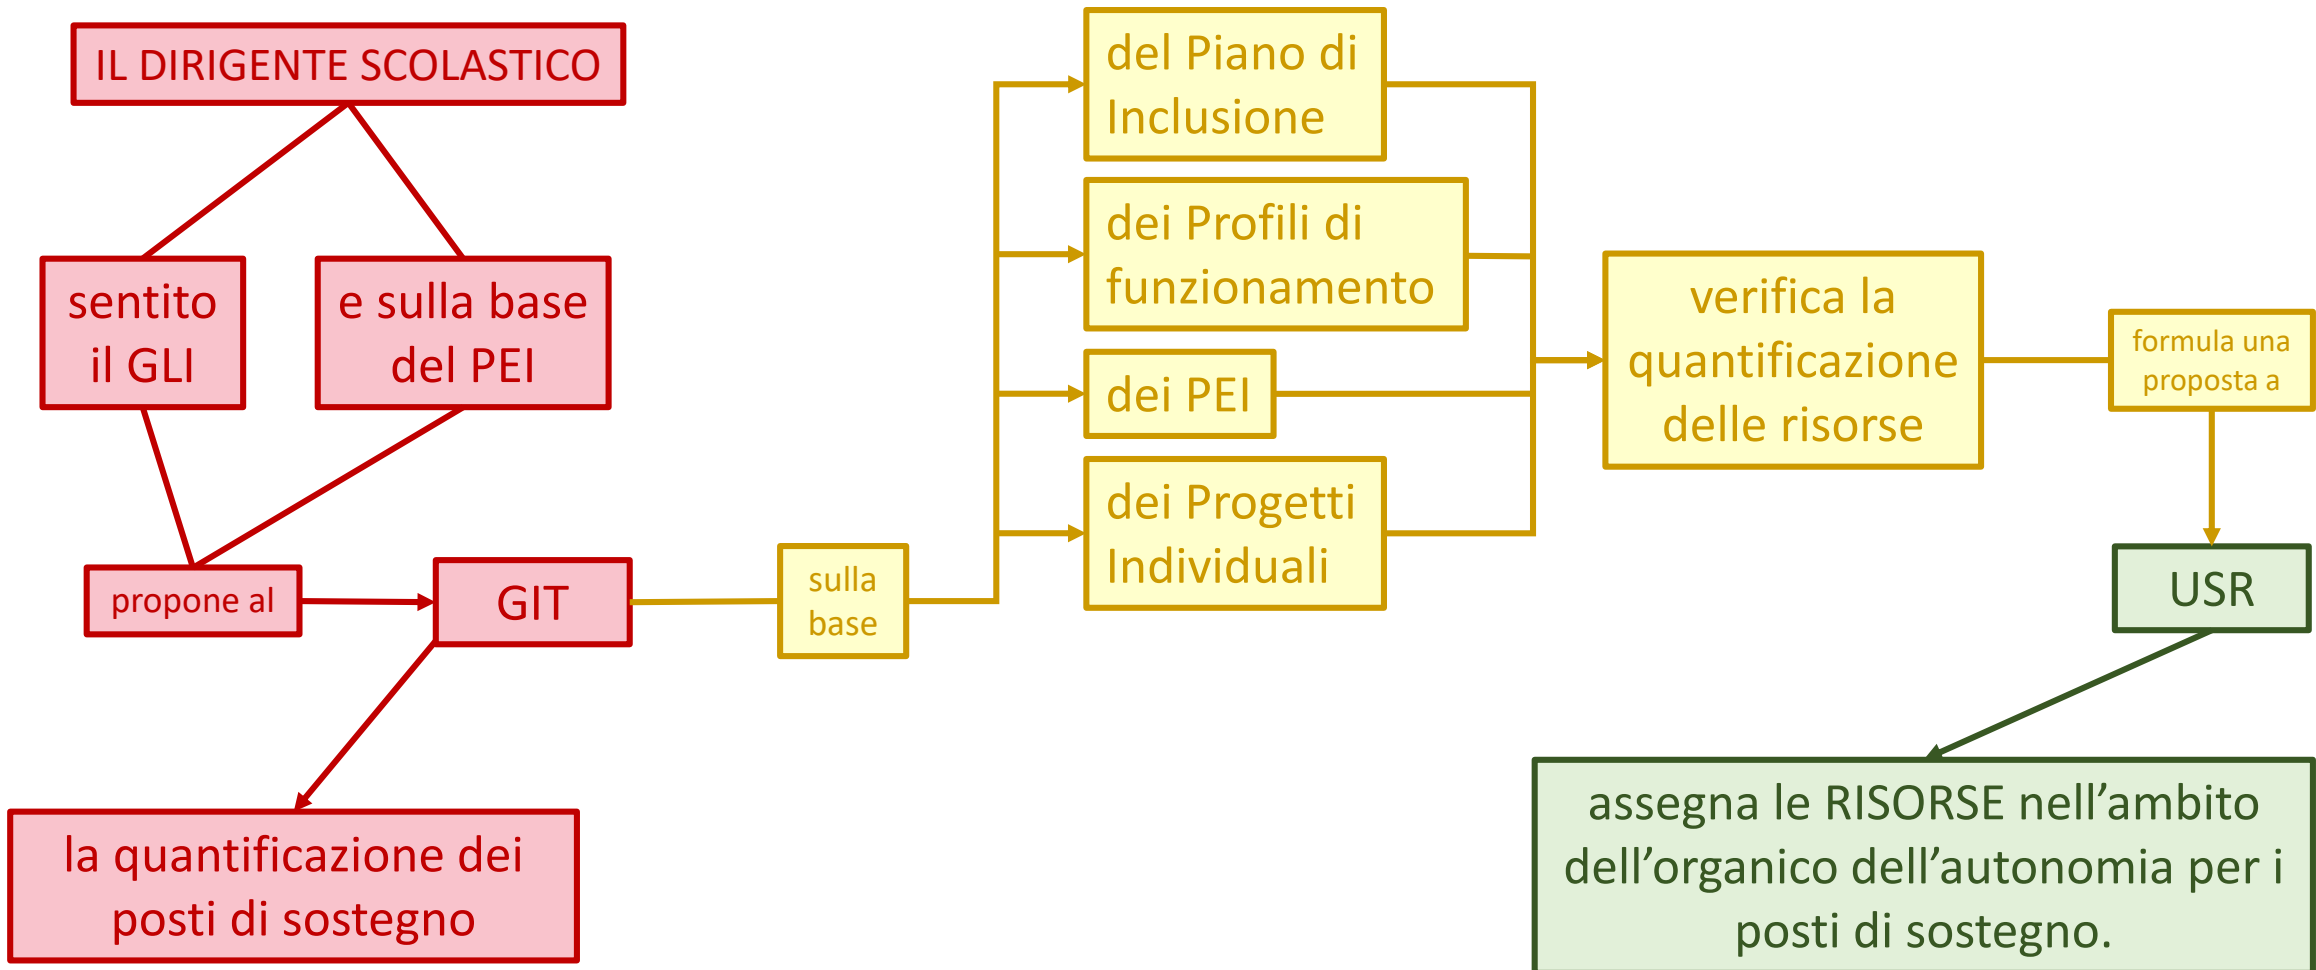 IL DIRIGENTE SCOLASTICO
sentito
il GLI
e sulla base
del PEI
propone al
GIT
la quantificazione dei
posti di sostegno
sulla
base
del Piano di
Inclusione
dei Profili di
funzionamento
dei PEI
dei Progetti
Individuali
verifica la
quantificazione
delle risorse
formula una
proposta a
USR
assegna le RISORSE nell’ambito
dell’organico dell’autonomia per i
posti di sostegno.